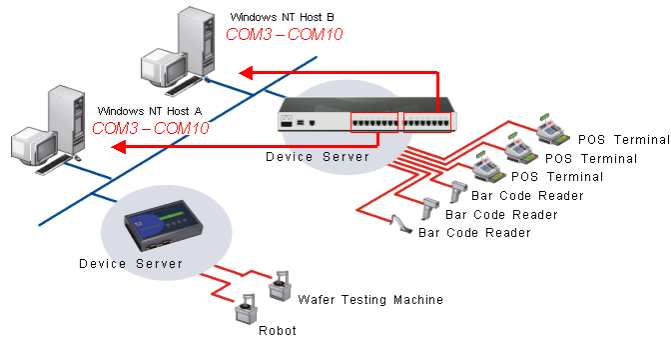 Windows NT Host B
COM3 – COM10
Windows NT Host A
COM3 – COM10
Device Server
POS Terminal
POS Terminal
POS Terminal
Bar Code Reader
Bar Code Reader
Bar Code Reader
Device Server
Wafer Testing Machine
Robot